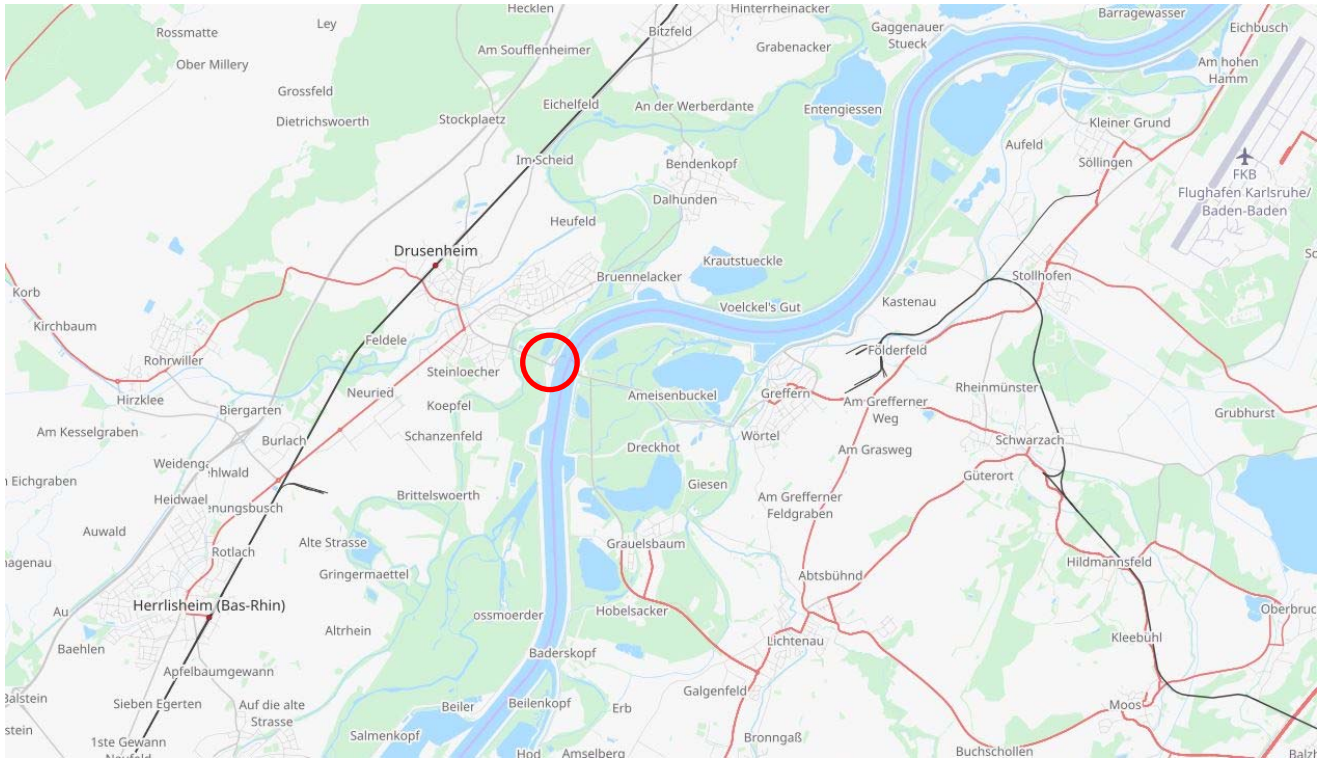 Hecklen
Hinterrheinacker
Barragewasser
Rossmatte
Ley
Bitzfeld
Gaggenauer
Stueck
Eichbusch
Am Soufflenheimer
Grabenacker
Ober Millery
Am hohen
Hamm
Grossfeld
Eichelfeld
An der Werberdante
Entengiessen
Dietrichswoerth
Stockplaetz
Kleiner Grund
Aufeld
Im Scheid
Bendenkopf
Söllingen
FKB
Flughafen Karlsruhe/
Baden-Baden
Dalhunden
Heufeld
Drusenheim
Krautstueckle
Bruennelacker
Stollhofen
Korb
Voelckel's Gut
Kastenau
Kirchbaum
Feldele
Rohrwiller
Földerfeld
Steinloecher
Neuried
Ameisenbuckel
Greffern
Rheinmünster
Hirzklee
Biergarten
Koepfel
Am Grefferner
Weg
Grubhurst
Am Kesselgraben
Burlach
Schanzenfeld
Dreckhot
Wörtel
Schwarzach
Am Grasweg
Weideng
ehlwald
Eichgraben
Güterort
Giesen
Heidwael
Brittelswoerth
Am Grefferner
Feldgraben
enungsbusch
Auwald
Alte Strasse
Rotlach
Grauelsbaum
hagenau
Gringermaettel
Abtsbühnd
Hildmannsfeld
Herrlisheim (Bas-Rhin)
Au
ossmoerder
Hobelsacker
Oberbruc
Altrhein
Lichtenau
Kleebühl
Baehlen
Baderskopf
Apfelbaumgewann
Galgenfeld
Balstein
Sieben Egerten
Auf die alte
Strasse
Beiler
Beilenkopf
Erb
Moos
stein
Salmenkopf
Bronngaß
1ste Gewann
Hod
Amselberg
Buchschollen
Balzh